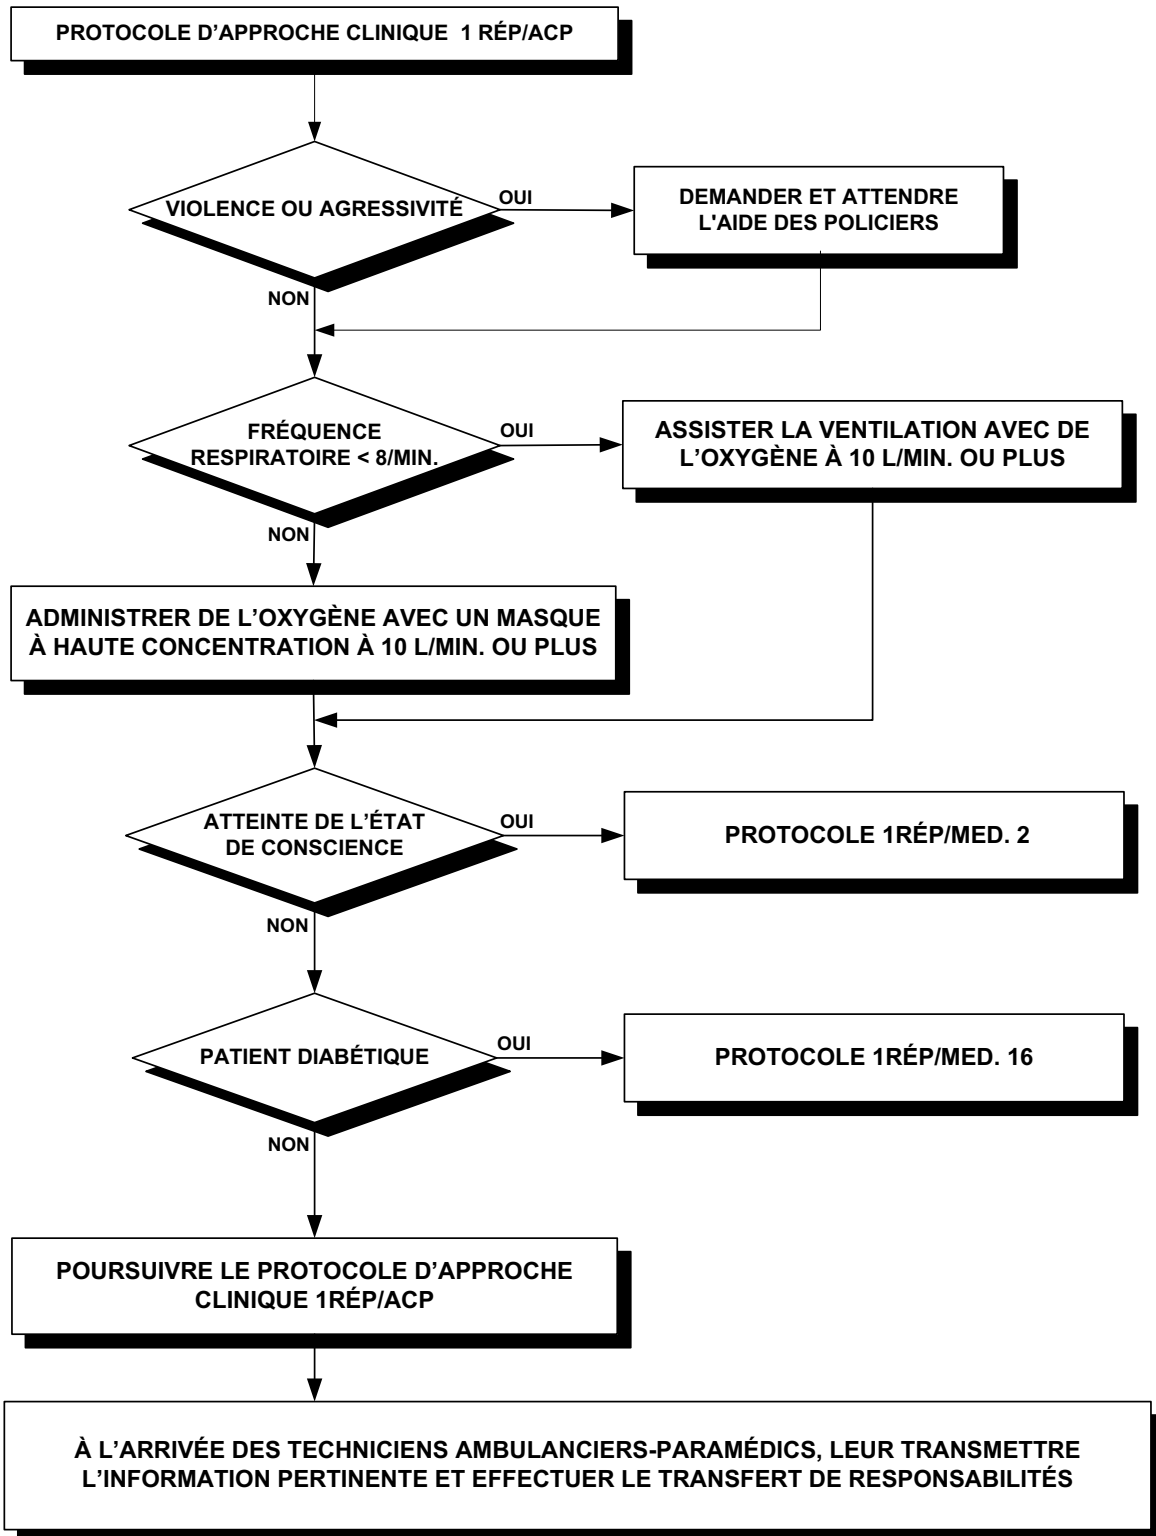 PROTOCOLE D’APPROCHE CLINIQUE 1 RÉP/ACP
VIOLENCE OU AGRESSIVITÉ
OUI
DEMANDER ET ATTENDRE
L'AIDE DES POLICIERS
NON
FRÉQUENCE
RESPIRATOIRE < 8/MIN.
OUI
ASSISTER LA VENTILATION AVEC DE
L’OXYGÈNE À 10 L/MIN. OU PLUS
NON
ADMINISTRER DE L’OXYGÈNE AVEC UN MASQUE
À HAUTE CONCENTRATION À 10 L/MIN. OU PLUS
ATTEINTE DE L’ÉTAT
DE CONSCIENCE
OUI
PROTOCOLE 1RÉP/MED. 2
NON
PATIENT DIABÉTIQUE
OUI
PROTOCOLE 1RÉP/MED. 16
NON
POURSUIVRE LE PROTOCOLE D’APPROCHE
CLINIQUE 1RÉP/ACP
À L’ARRIVÉE DES TECHNICIENS AMBULANCIERS-PARAMÉDICS, LEUR TRANSMETTRE
L’INFORMATION PERTINENTE ET EFFECTUER LE TRANSFERT DE RESPONSABILITÉS